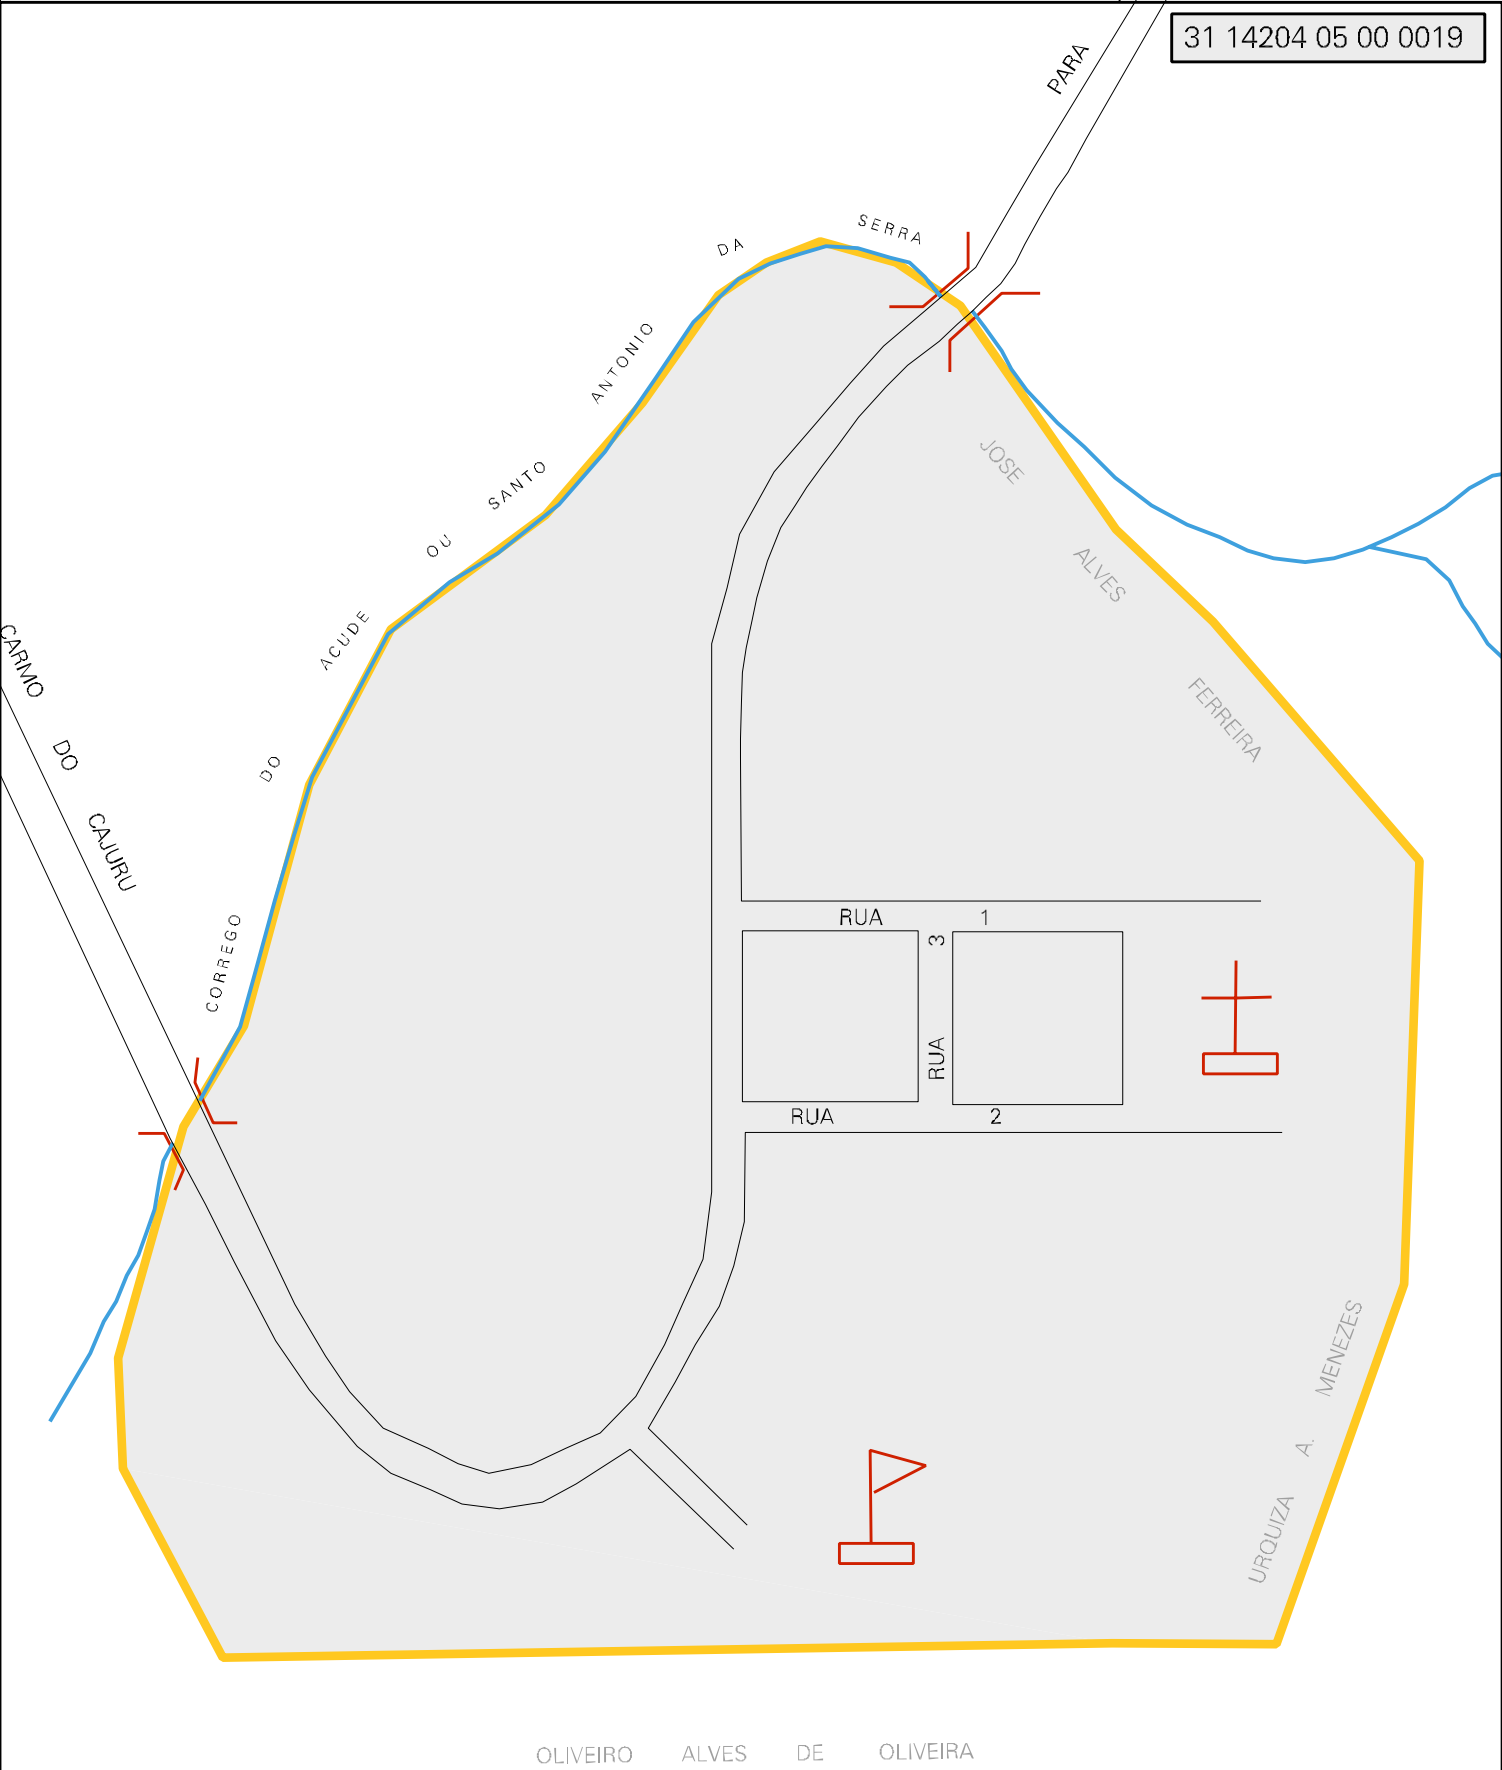 31 14204 05 00 0019
PARA
CORREGO DO ACUDE OU SANTO ANTONIO DA SERRA
JOSE ALVES FERREIRA
CARMO DO CAJURU
RUA 1
RUA 3
RUA 2
URQUIZA A. MENEZES
OLIVEIRO ALVES DE OLIVEIRA